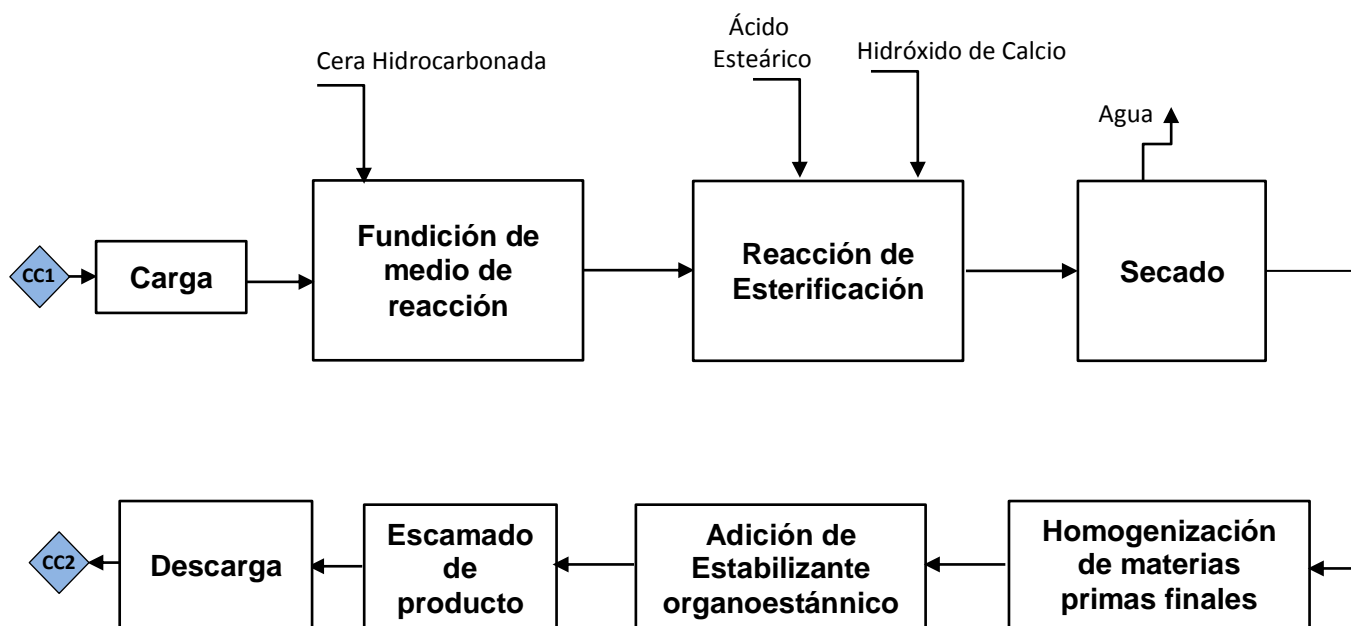 Ácido
Esteárico
Hidróxido de Calcio
Cera Hidrocarbonada
Agua
CC1
Carga
Fundición de
medio de
reacción
Reacción de
Esterificación
Secado
CC2
Descarga
Escamado
de
producto
Adición de
Estabilizante
organoestánnico
Homogenización
de materias
primas finales